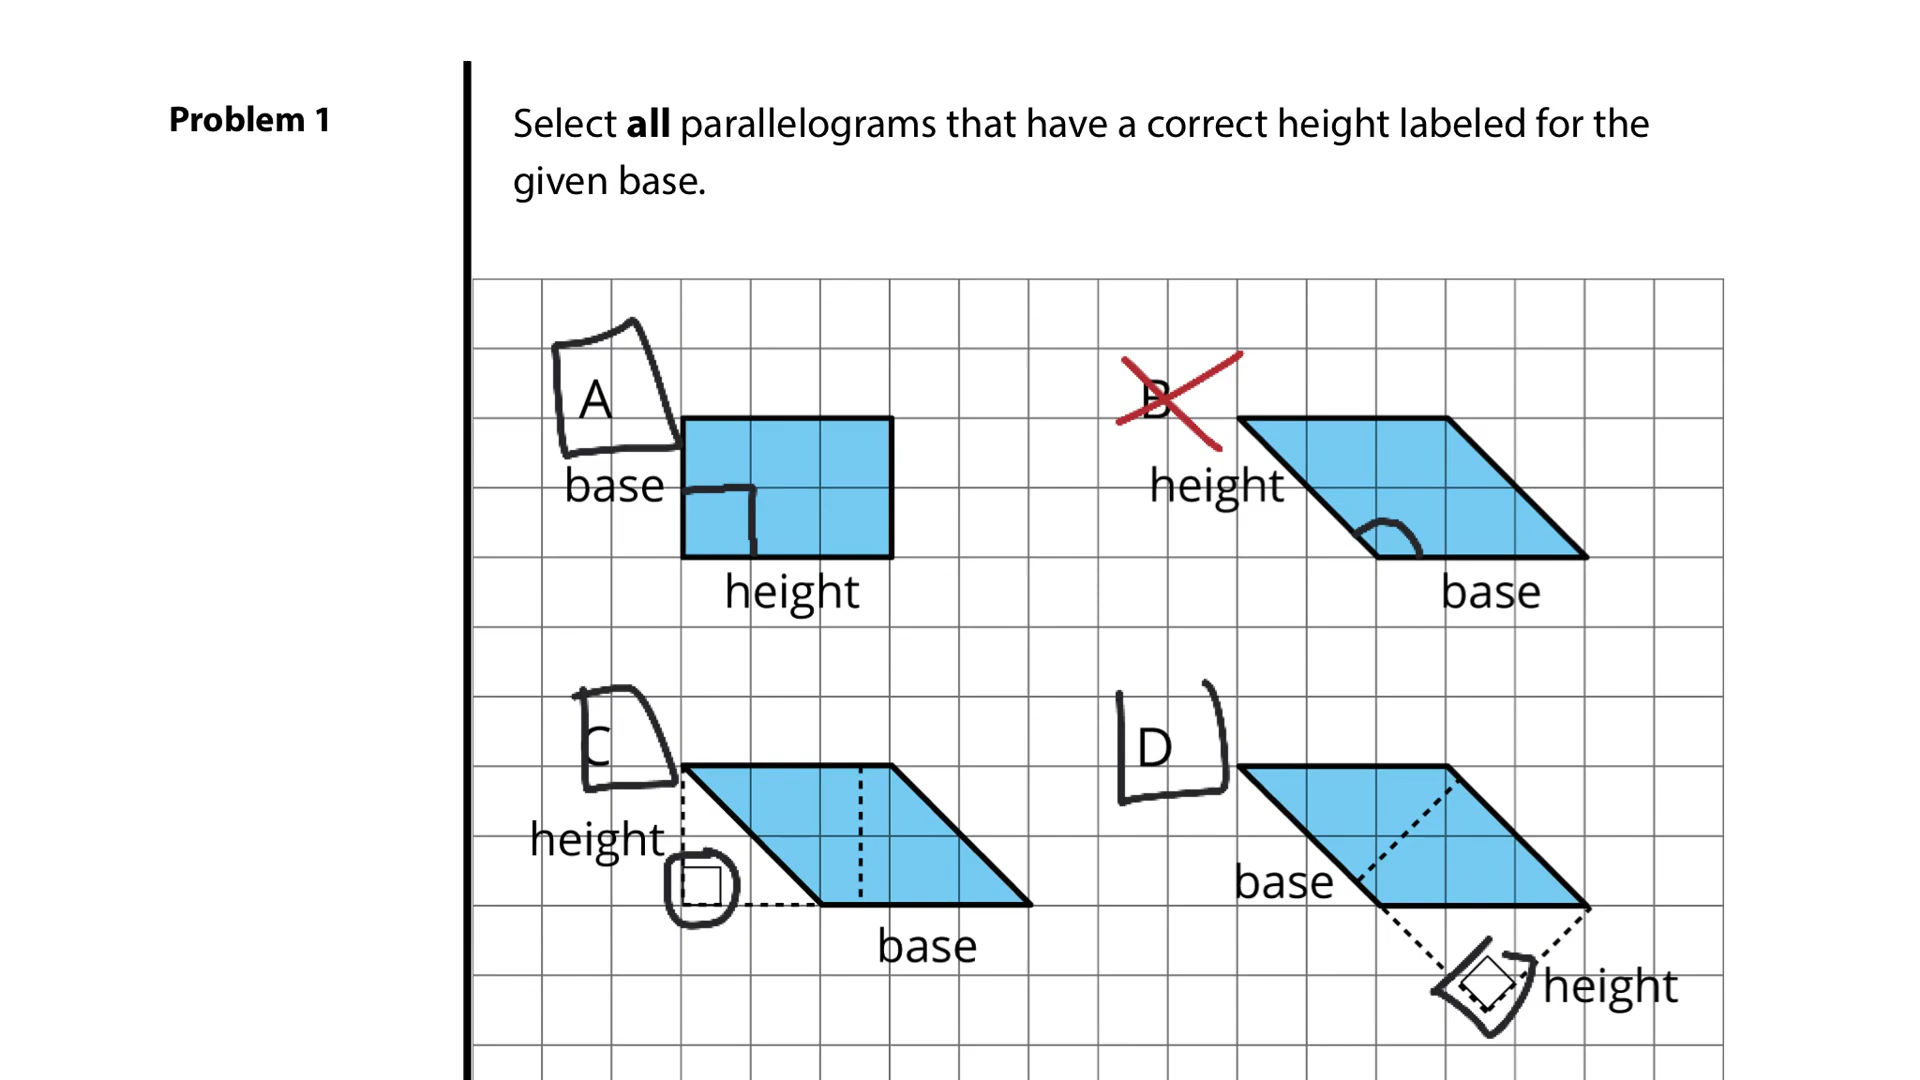 Problem 1
Select all parallelograms that have a correct height labeled for the
given base.
A
B
base
height
height
base
C
D
height
base
base
height